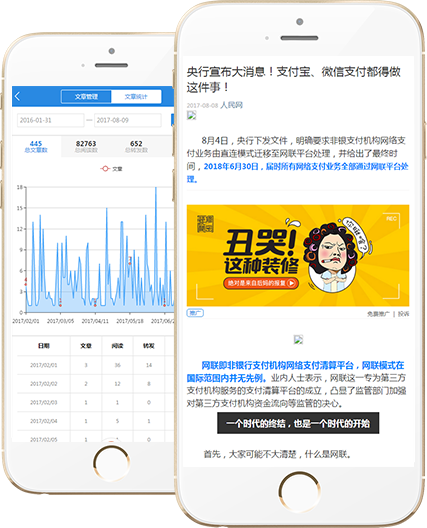 文章管理
文章统计
2016-01-31 — 2017-08-09
445
总文章数
82763
总阅读数
652
总转发数
文章
18
15
12
9
6
3
0
2017/02/01
2017/03/05
2017/04/11
2017/05/18
2017/06/2
日期 文章 阅读 转发
2017/02/01 3 36 14
2017/02/02 2 12 8
2017/02/03 1 1 0
2017/02/04 1 5 1
2017/02/05
央行宣布大消息！支付宝、微信支付都得做
这件事！
2017-08-08 人民网
8月4日，央行下发文件，明确要求非银支付机构网络支
付业务由直连模式迁移至网联平台处理，并给出了最终时
间，2018年6月30日，届时所有网络支付业务全部通过网联平台处
理。
REC
丑哭！
这种装修
绝对是来自后妈的报复
推广
免费推广 | 投诉
网联即非银行支付机构网络支付清算平台，网联模式在
国际范围内并无先例。业内人士表示，网联这一专为第三方
支付机构服务的支付清算平台的成立，凸显了监管部门加强
对第三方支付机构资金流向等监管的决心。
一个时代的终结，也是一个时代的开始
首先，大家可能不大清楚，什么是网联。